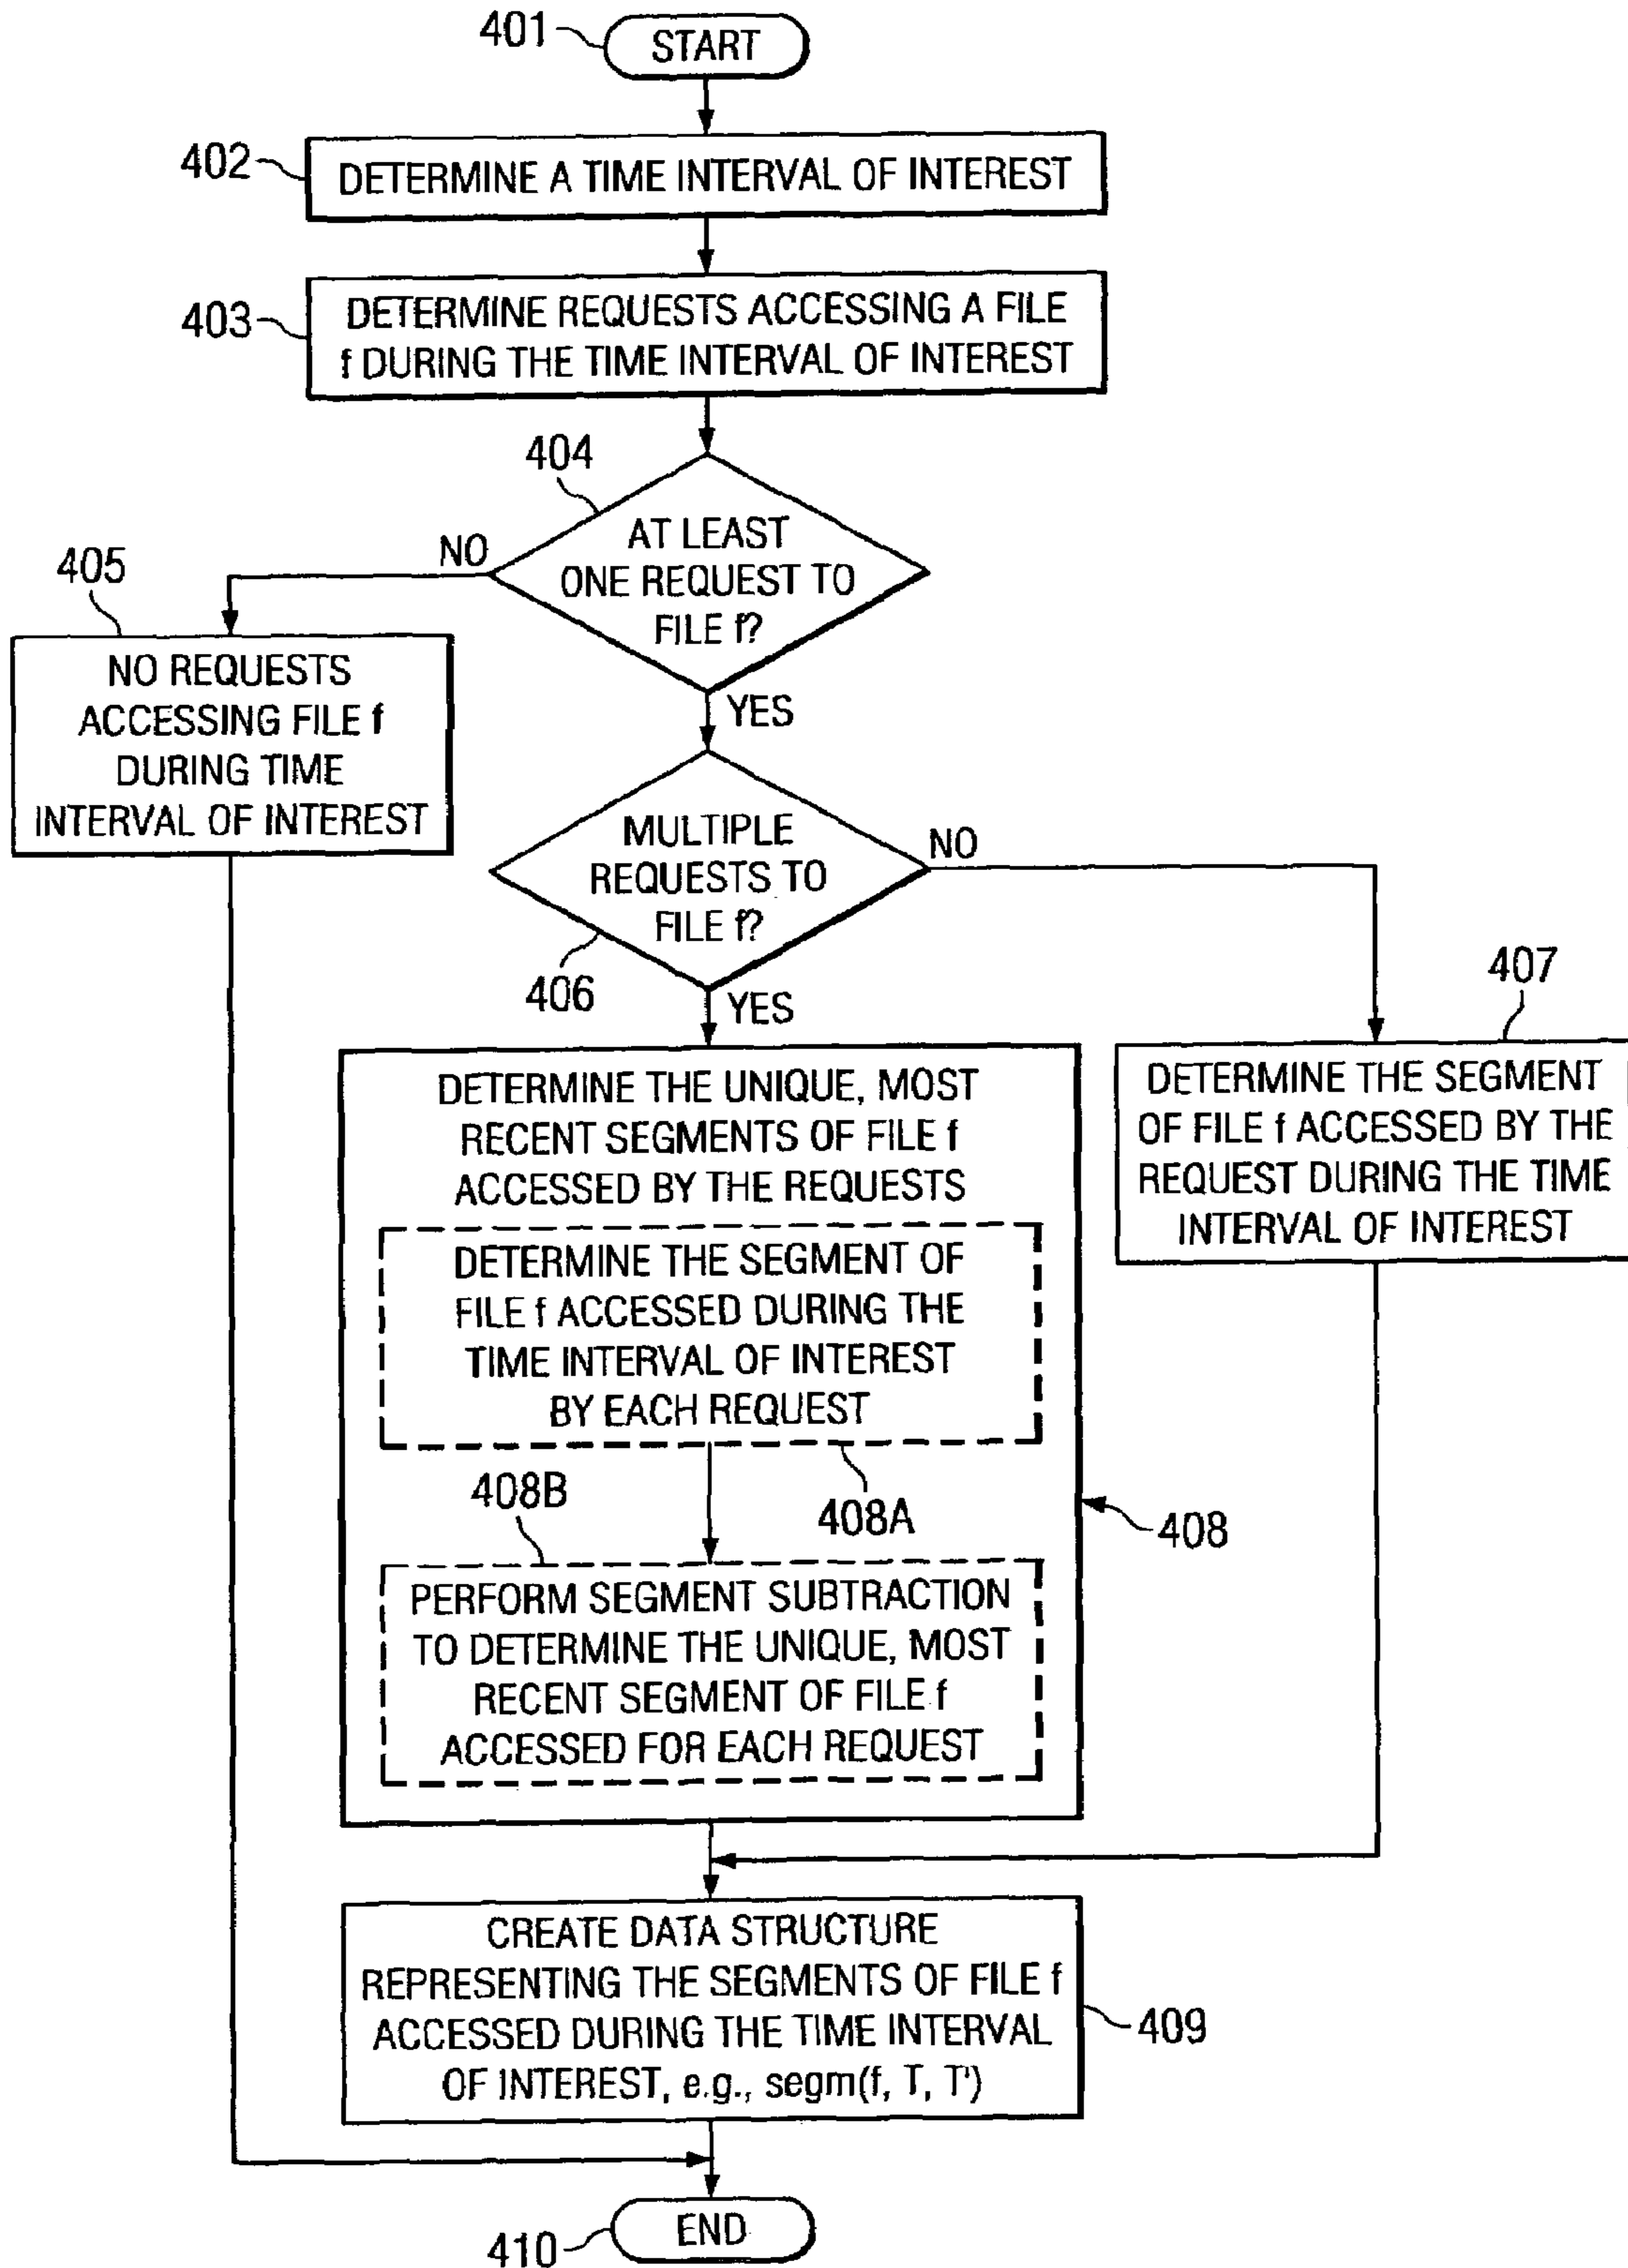 401
START
402
DETERMINE A TIME INTERVAL OF INTEREST
403
DETERMINE REQUESTS ACCESSING A FILE
f DURING THE TIME INTERVAL OF INTEREST
404
AT LEAST
ONE REQUEST TO
FILE f?
NO
YES
405
NO REQUESTS
ACCESSING FILE f
DURING TIME
INTERVAL OF INTEREST
MULTIPLE
REQUESTS TO
FILE f?
NO
406
YES
407
DETERMINE THE SEGMENT
OF FILE f ACCESSED BY THE
REQUEST DURING THE TIME
INTERVAL OF INTEREST
DETERMINE THE UNIQUE, MOST
RECENT SEGMENTS OF FILE f
ACCESSED BY THE REQUESTS
DETERMINE THE SEGMENT OF
FILE f ACCESSED DURING THE
TIME INTERVAL OF INTEREST
BY EACH REQUEST
408B
408A
408
PERFORM SEGMENT SUBTRACTION
TO DETERMINE THE UNIQUE, MOST
RECENT SEGMENT OF FILE f
ACCESSED FOR EACH REQUEST
CREATE DATA STRUCTURE
REPRESENTING THE SEGMENTS OF FILE f
ACCESSED DURING THE TIME INTERVAL
OF INTEREST, e.g., segm(f, T, T')
409
410
END